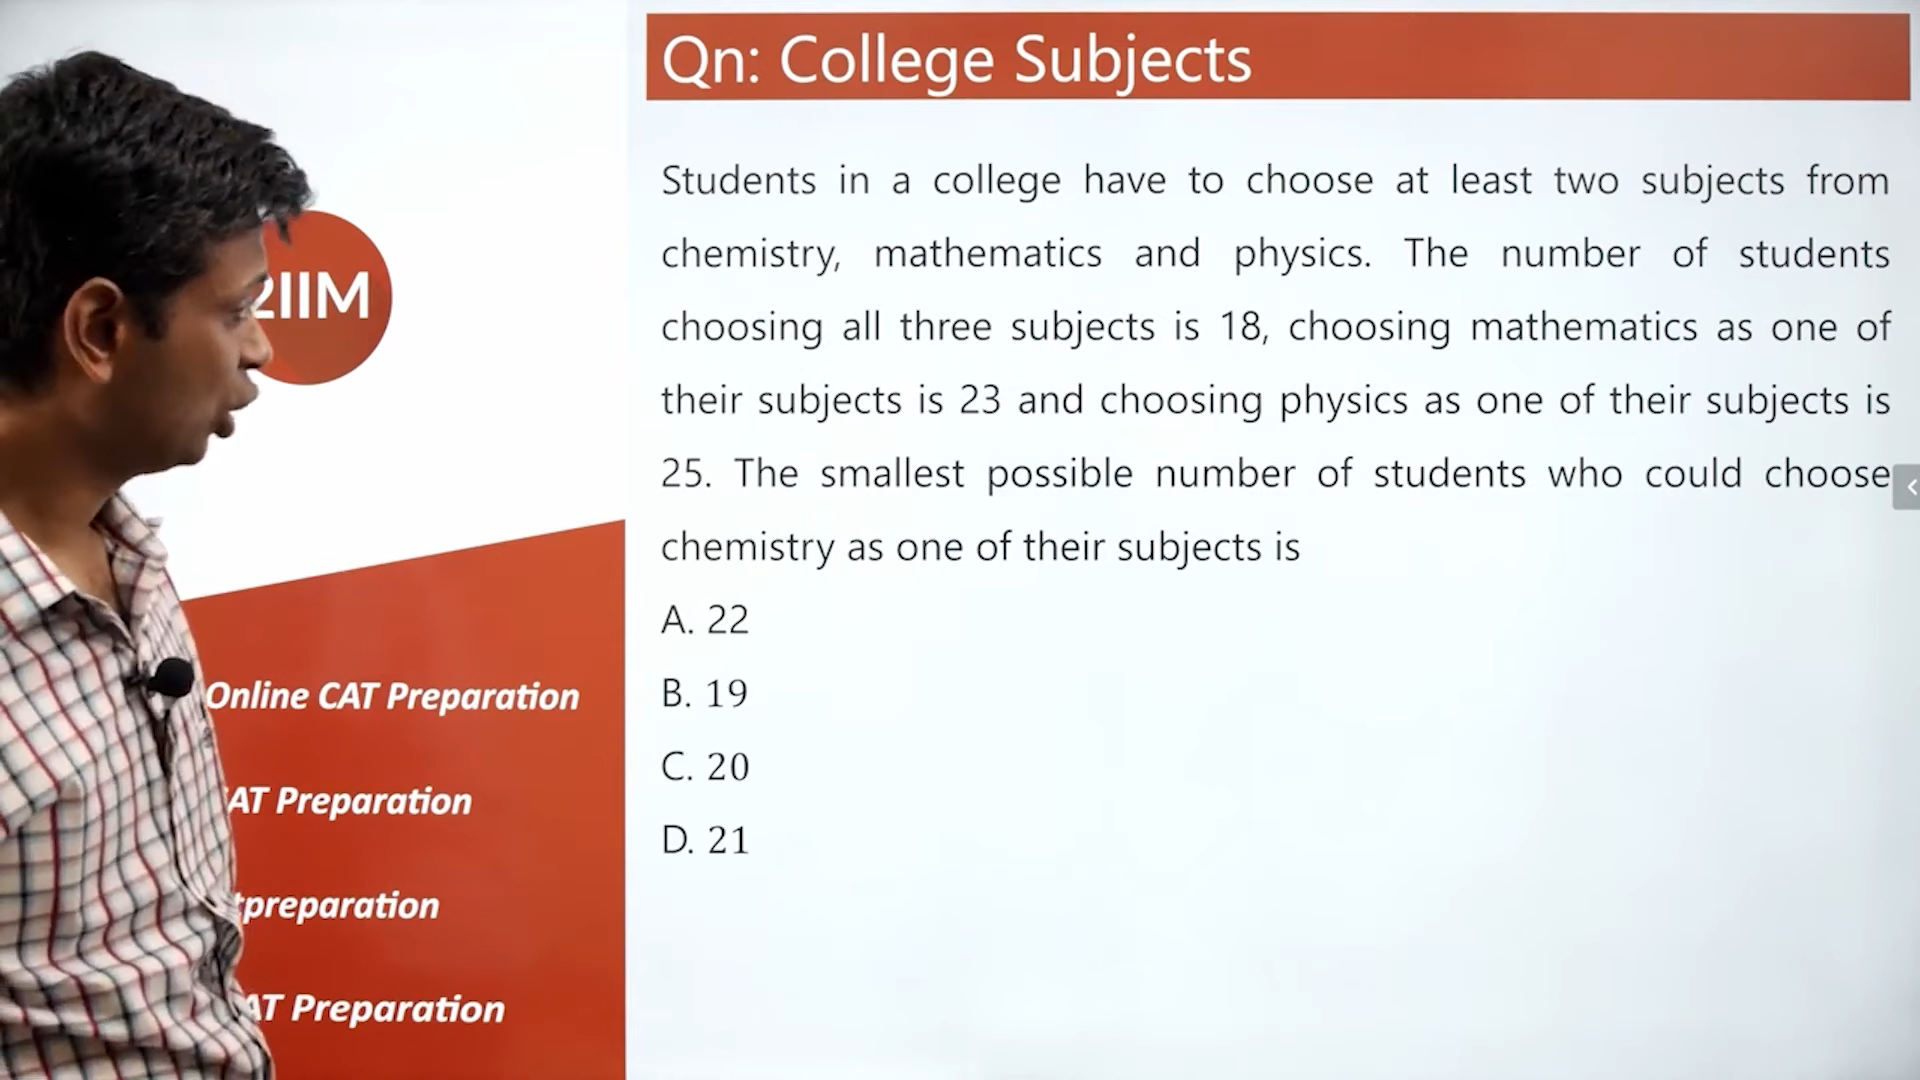 Qn: College Subjects
Students in a college have to choose at least two subjects from
chemistry, mathematics and physics. The number of students
choosing all three subjects is 18, choosing mathematics as one of
their subjects is 23 and choosing physics as one of their subjects is
25. The smallest possible number of students who could choose
chemistry as one of their subjects is
A. 22
B. 19
C. 20
D. 21
2IIM
Online CAT Preparation
AT Preparation
tpreparation
AT Preparation